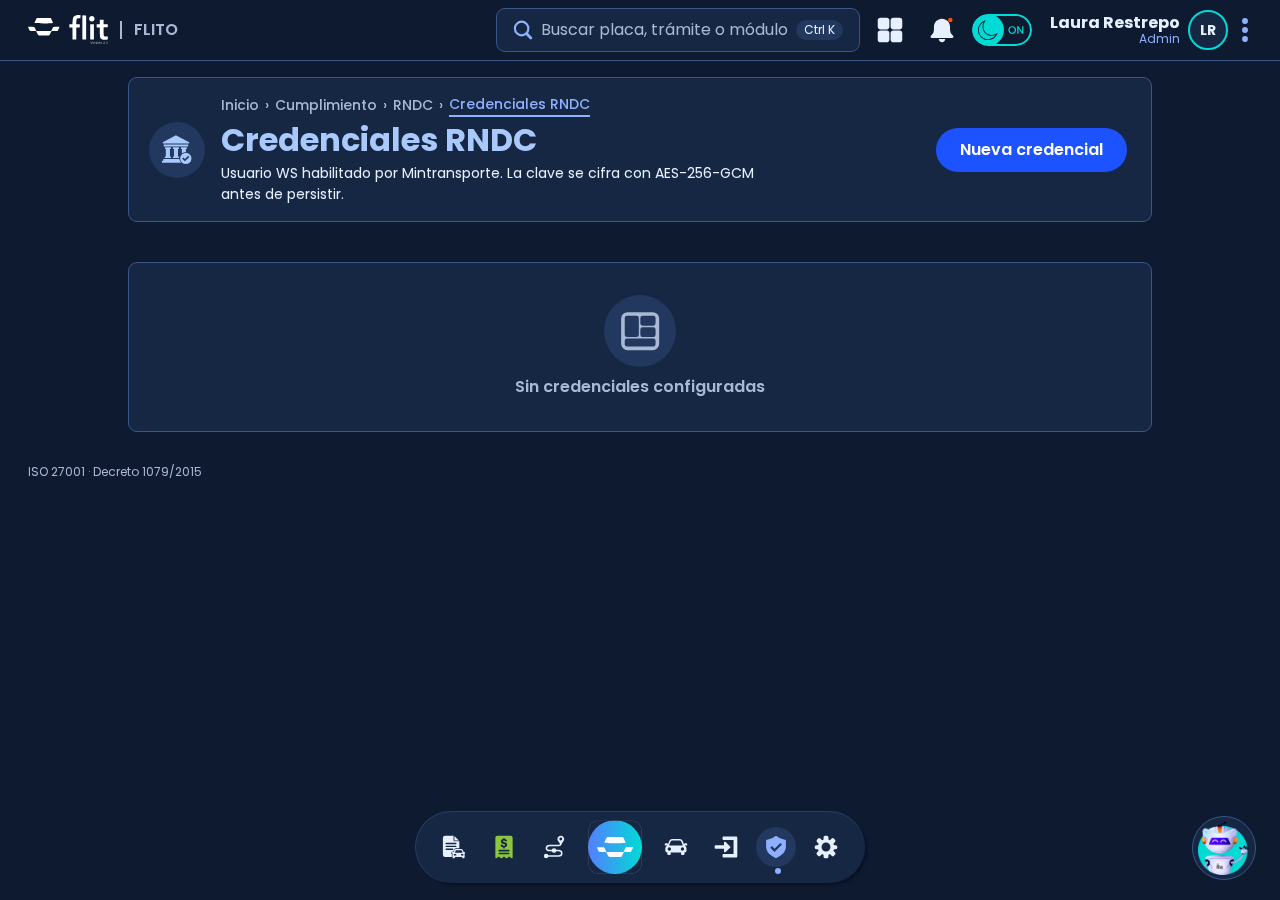 flit
FLITO
Buscar placa, trámite o módulo
Ctrl K
ON
Laura Restrepo
Admin
LR
Inicio › Cumplimiento › RNDC › Credenciales RNDC
Credenciales RNDC
Usuario WS habilitado por Mintransporte. La clave se cifra con AES-256-GCM
antes de persistir.
Nueva credencial
Sin credenciales configuradas
ISO 27001 · Decreto 1079/2015